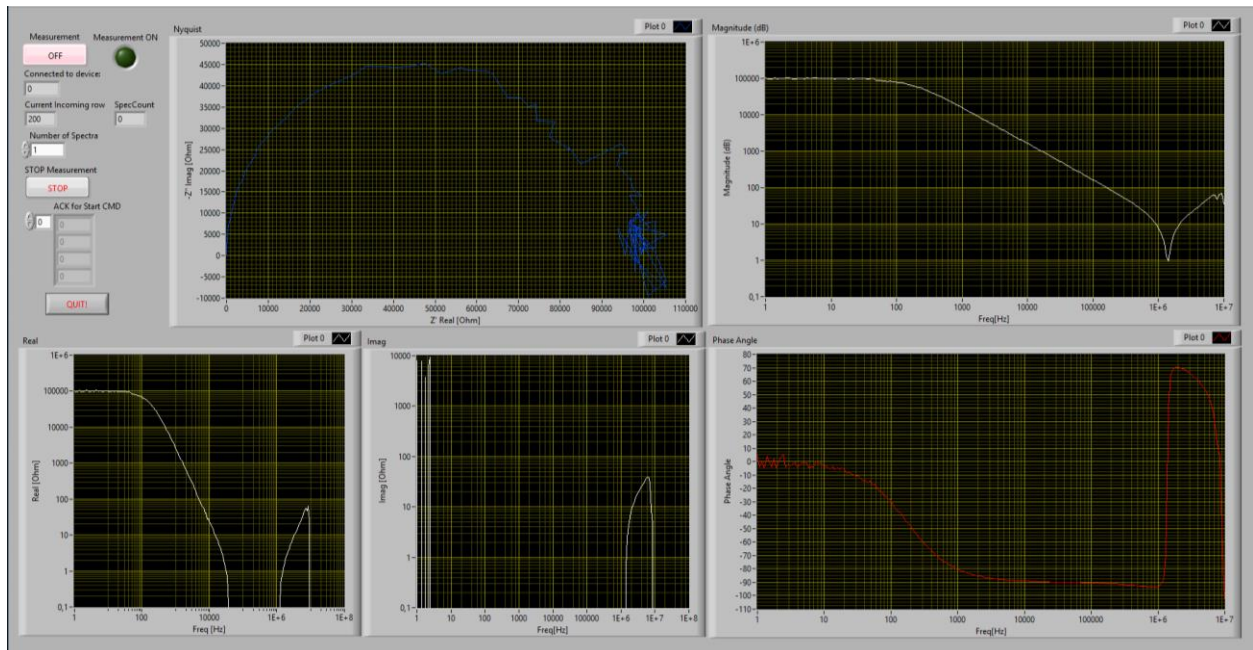 Measurement
Measurement ON
OFF
Connected to device:
0
Current Incoming row
SpecCount
200
0
Number of Spectra
1
STOP Measurement
STOP
ACK for Start CMD
0
0
0
0
0
QUIT!
Nyquist
Plot 0
-Z" Imag [Ohm]
50000
45000
40000
35000
30000
25000
20000
15000
10000
5000
0
-5000
-10000
0 10000 20000 30000 40000 50000 60000 70000 80000 90000 100000 110000
Z' Real [Ohm]
Magnitude (dB)
Plot 0
Magnitude (dB)
1E+6
100000
10000
1000
100
10
1
0,1
1 10 100 1000 10000 100000 1E+6 1E+7
Freq[Hz]
Real
Plot 0
Real [Ohm]
1E+6
100000
10000
1000
100
10
1
0,1
1 100 10000 1E+6 1E+8
Freq [Hz]
Imag
Plot 0
Imag [Ohm]
10000
1000
100
10
1
0,1
1 10 100 1000 10000 100000 1E+6 1E+7 1E+8
Freq[Hz]
Phase Angle
Plot 0
Phase Angle
80
70
60
50
40
30
20
10
0
-10
-20
-30
-40
-50
-60
-70
-80
-90
-100
-110
1 10 100 1000 10000 100000 1E+6 1E+7
Freq[Hz]